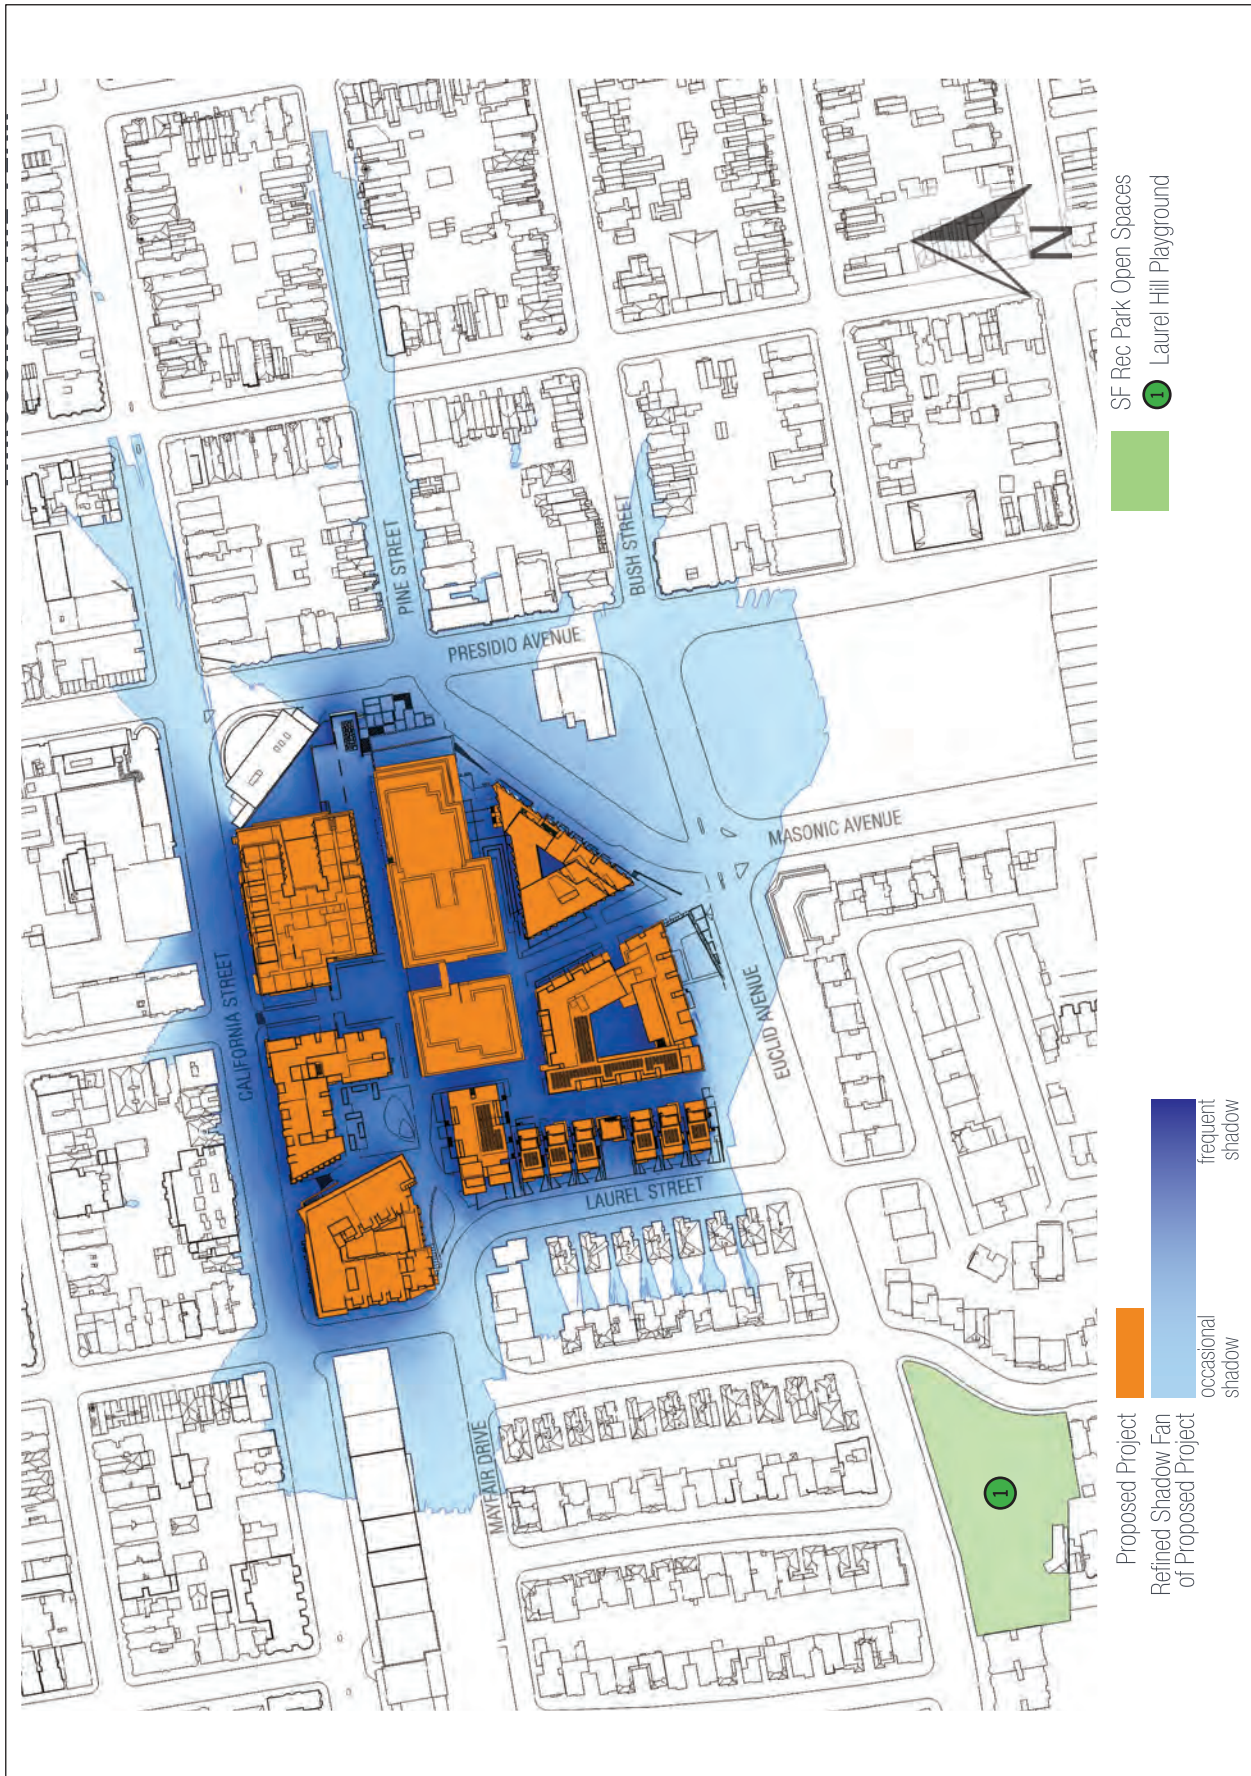 CALIFORNIA STREET
PINE STREET
BUSH STREET
PRESIDIO AVENUE
MASONIC AVENUE
EUCLID AVENUE
LAUREL STREET
MAYFAIR DRIVE
1
N
Proposed Project
Refined Shadow Fan
of Proposed Project
occasional
shadow
frequent
shadow
SF Rec Park Open Spaces
1 Laurel Hill Playground